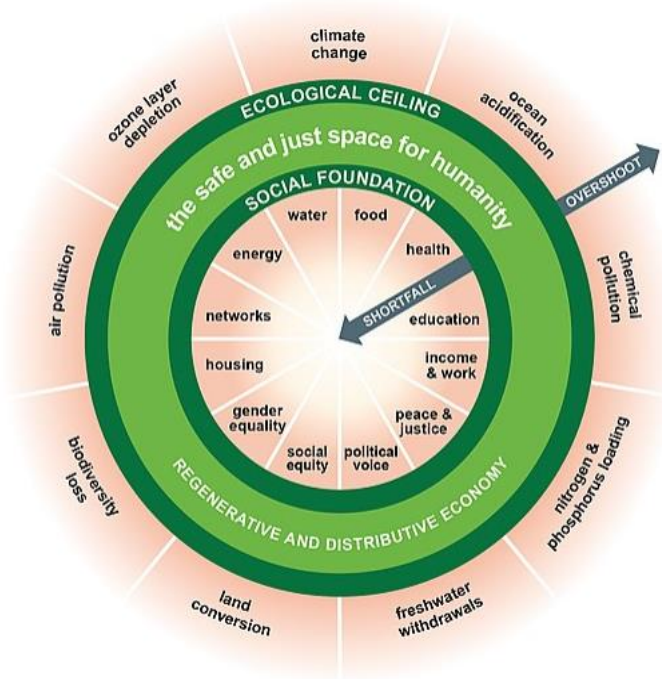 climate
change
ocean
acidification
chemical
pollution
nitrogen &
phosphorus loading
freshwater
withdrawals
land
conversion
biodiversity
loss
air pollution
ozone layer
depletion
OVERSHOOT
ECOLOGICAL CEILING
the safe and just space for humanity
SOCIAL FOUNDATION
water
food
health
SHORTFALL
education
income
& work
peace &
justice
political
voice
social
equity
gender
equality
housing
networks
energy
REGENERATIVE AND DISTRIBUTIVE ECONOMY